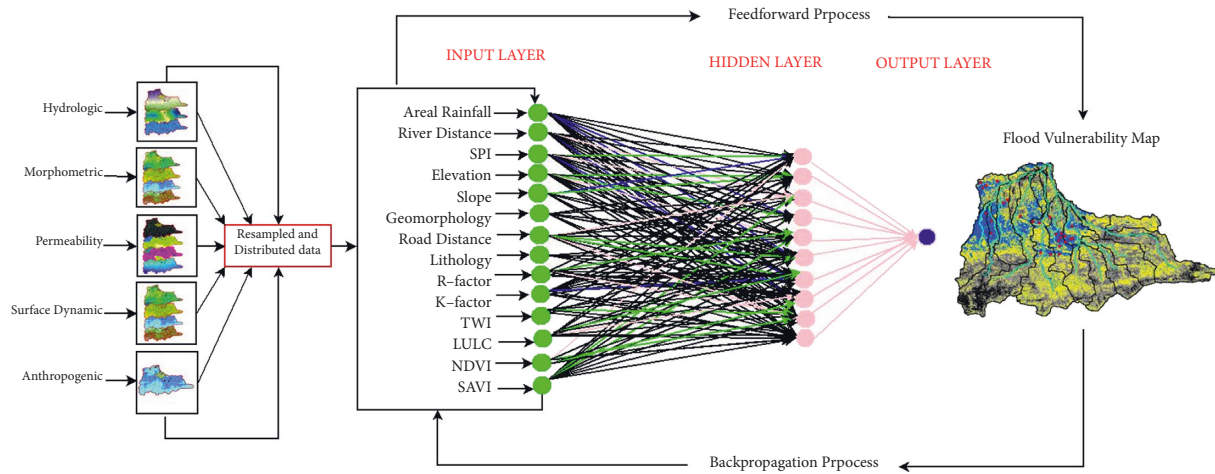 Feedforward Prpocess
INPUT LAYER
HIDDEN LAYER
OUTPUT LAYER
Hydrologic
Morphometric
Permeability
Surface Dynamic
Anthropogenic
Resampled and
Distributed data
Areal Rainfall
River Distance
SPI
Elevation
Slope
Geomorphology
Road Distance
Lithology
R–factor
K–factor
TWI
LULC
NDVI
SAVI
Flood Vulnerability Map
Backpropagation Prpocess